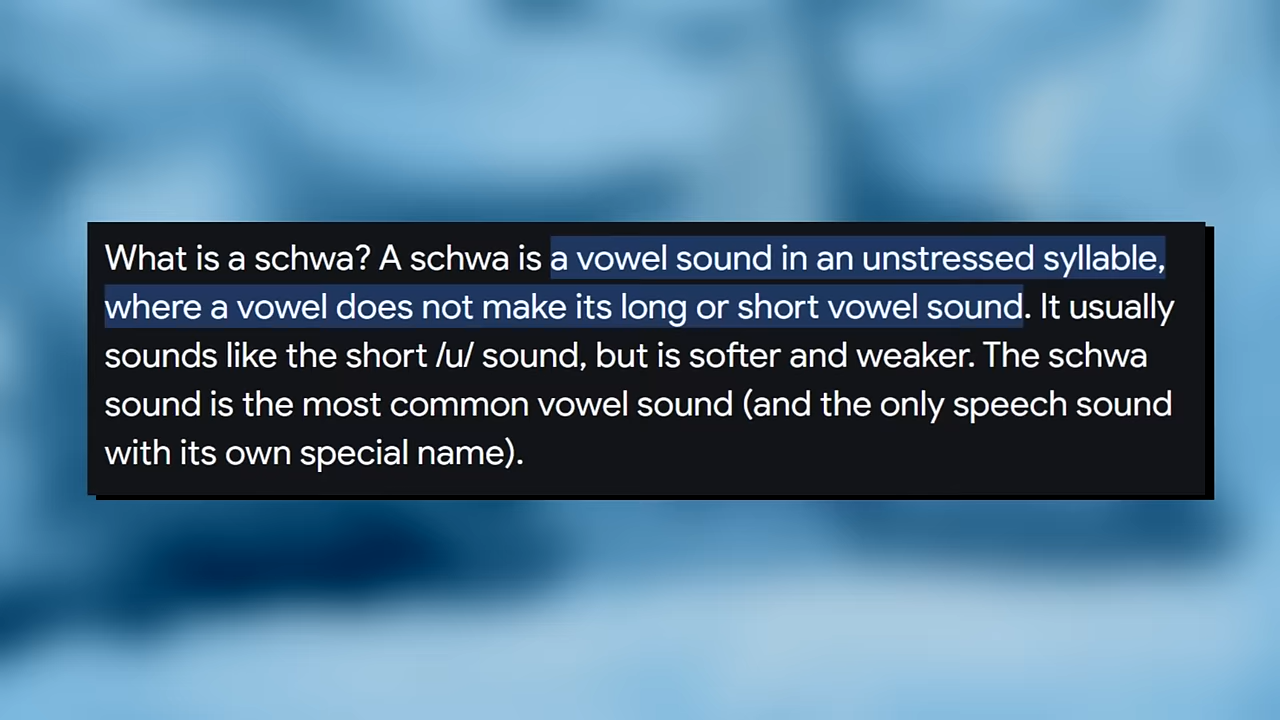 What is a schwa? A schwa is a vowel sound in an unstressed syllable,
where a vowel does not make its long or short vowel sound. It usually
sounds like the short /u/ sound, but is softer and weaker. The schwa
sound is the most common vowel sound (and the only speech sound
with its own special name).